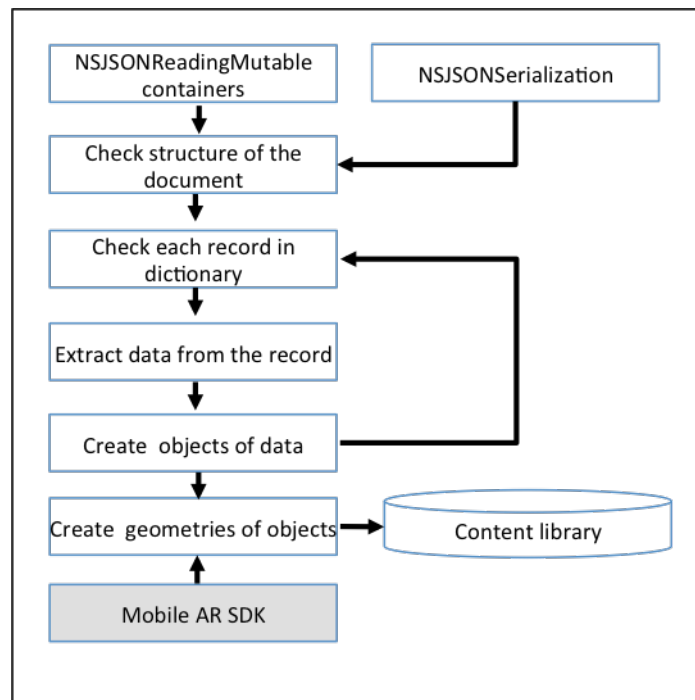 NSJSONReadingMutable
containers
NSJSONSerialization
Check structure of the
document
Check each record in
dictionary
Extract data from the record
Create objects of data
Create geometries of objects
Content library
Mobile AR SDK